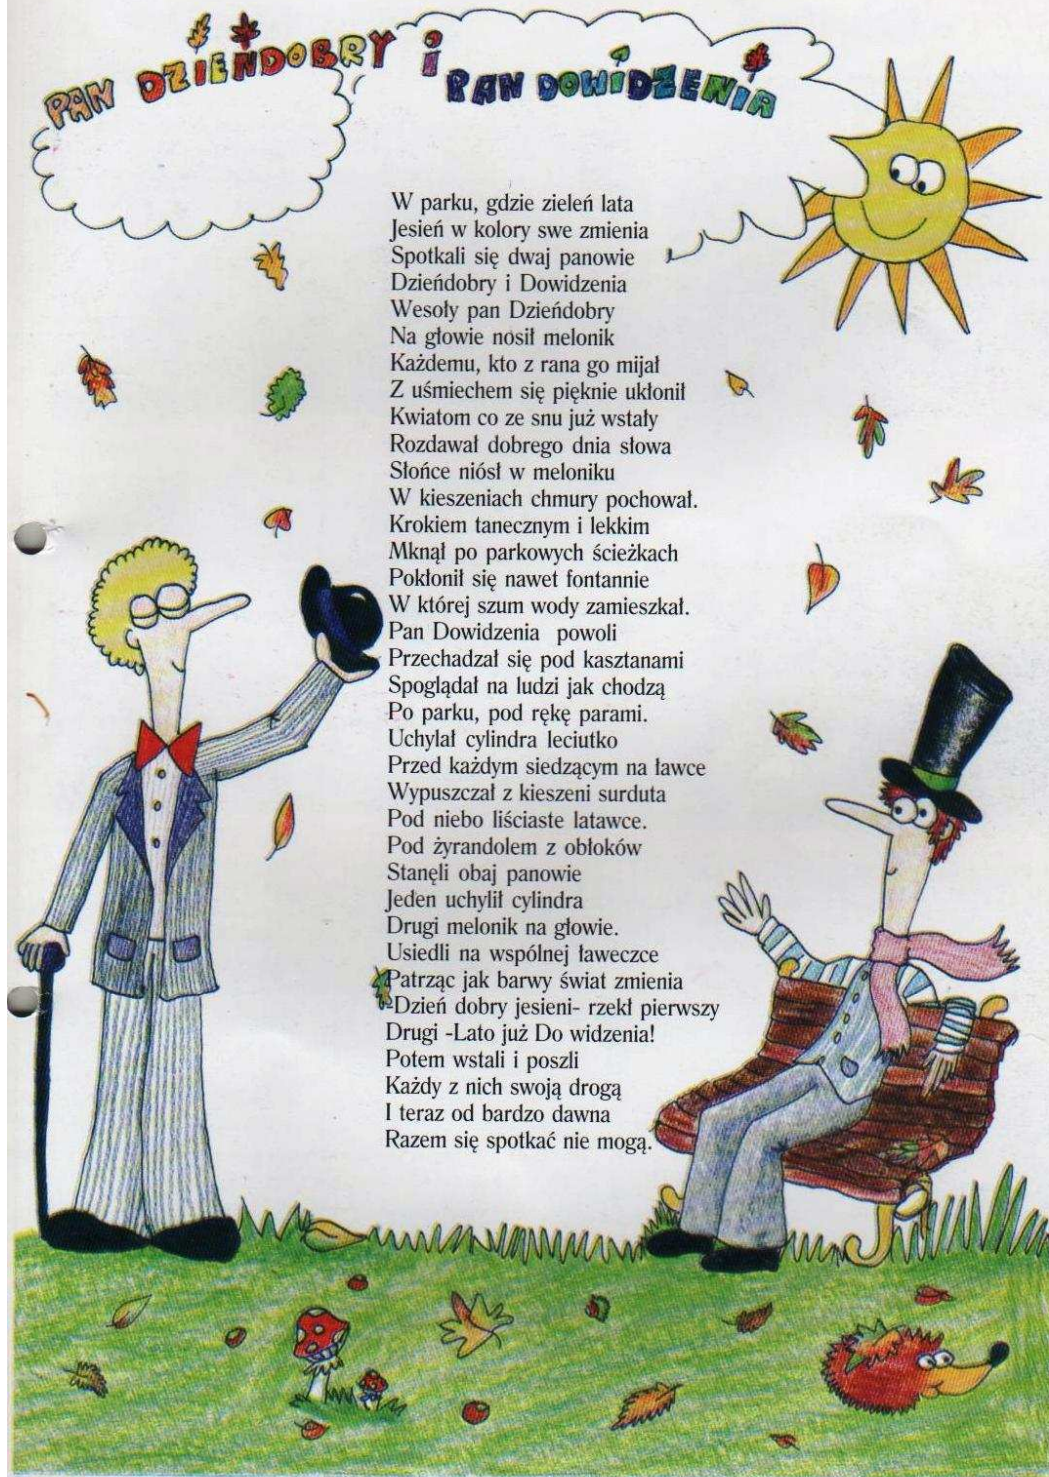 PAN DZIEŃDOBRY i
PAN DOWIDZENIA
W parku, gdzie zieleń lata
Jesień w kolory swe zmienia
Spotkali się dwaj panowie
Dzieńdobry i Dowidzenia
Wesoły pan Dzieńdobry
Na głowie nosił melonik
Każdemu, kto z rana go mijał
Z uśmiechem się pięknie ukłonił
Kwiatom co ze snu już wstały
Rozdawał dobrego dnia słowa
Słońce niósł w meloniku
W kieszeniach chmury pochował.
Krokiem tanecznym i lekkim
Mknął po parkowych ścieżkach
Pokłonił się nawet fontannie
W której szum wody zamieszkał.
Pan Dowidzenia powoli
Przechadzał się pod kasztanami
Spoglądał na ludzi jak chodzą
Po parku, pod rękę parami.
Uchylał cylindra leciutko
Przed każdym siedzącym na ławce
Wypuszczał z kieszeni surduta
Pod niebo liściaste latawce.
Pod żyrandolem z obłoków
Stanęli obaj panowie
Jeden uchylił cylindra
Drugi melonik na głowie.
Usiedli na wspólnej ławeczce
Patrząc jak barwy świat zmienia
-Dzień dobry jesieni- rzekł pierwszy
Drugi -Lato już Do widzenia!
Potem wstali i poszli
Każdy z nich swoją drogą
I teraz od bardzo dawna
Razem się spotkać nie mogą.